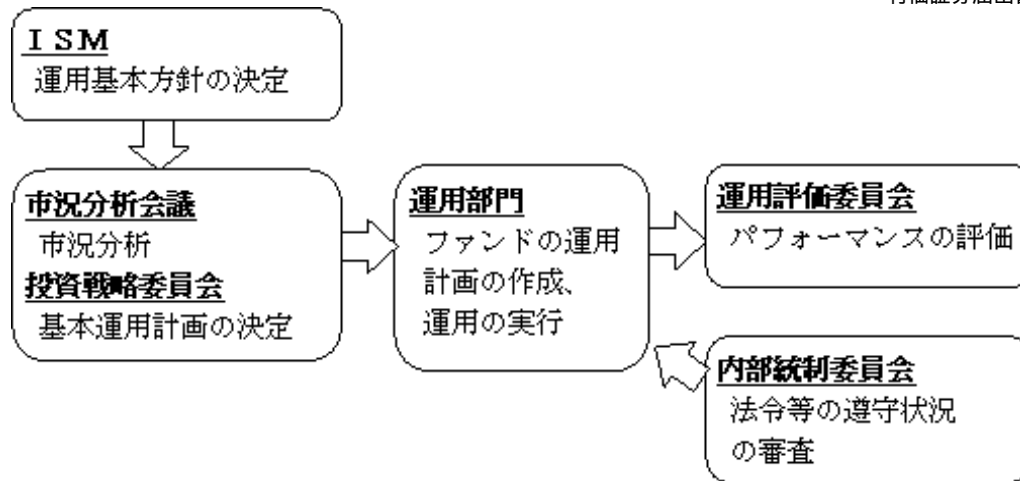 ＩＳＭ
運用基本方針の決定
市況分析会議
市況分析
投資戦略委員会
基本運用計画の決定
運用部門
ファンドの運用
計画の作成、
運用の実行
運用評価委員会
パフォーマンスの評価
内部統制委員会
法令等の遵守状況
の審査